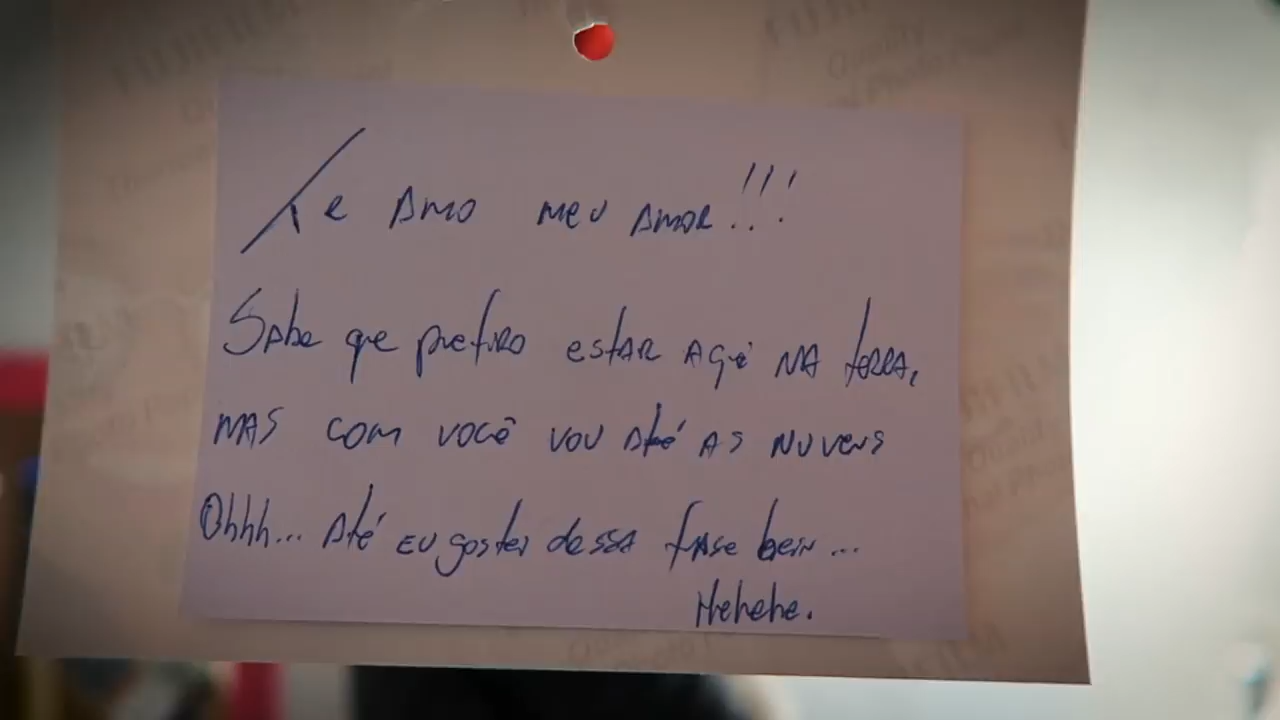 Te AMO MEU AMOR!!!
Sabe que prefiro estAR AQui NA terra,
MAS COM VOCÊ VOU Até AS NUVENS
Ohhh... Até EU gostei dessa frase bein...
Hehehe.